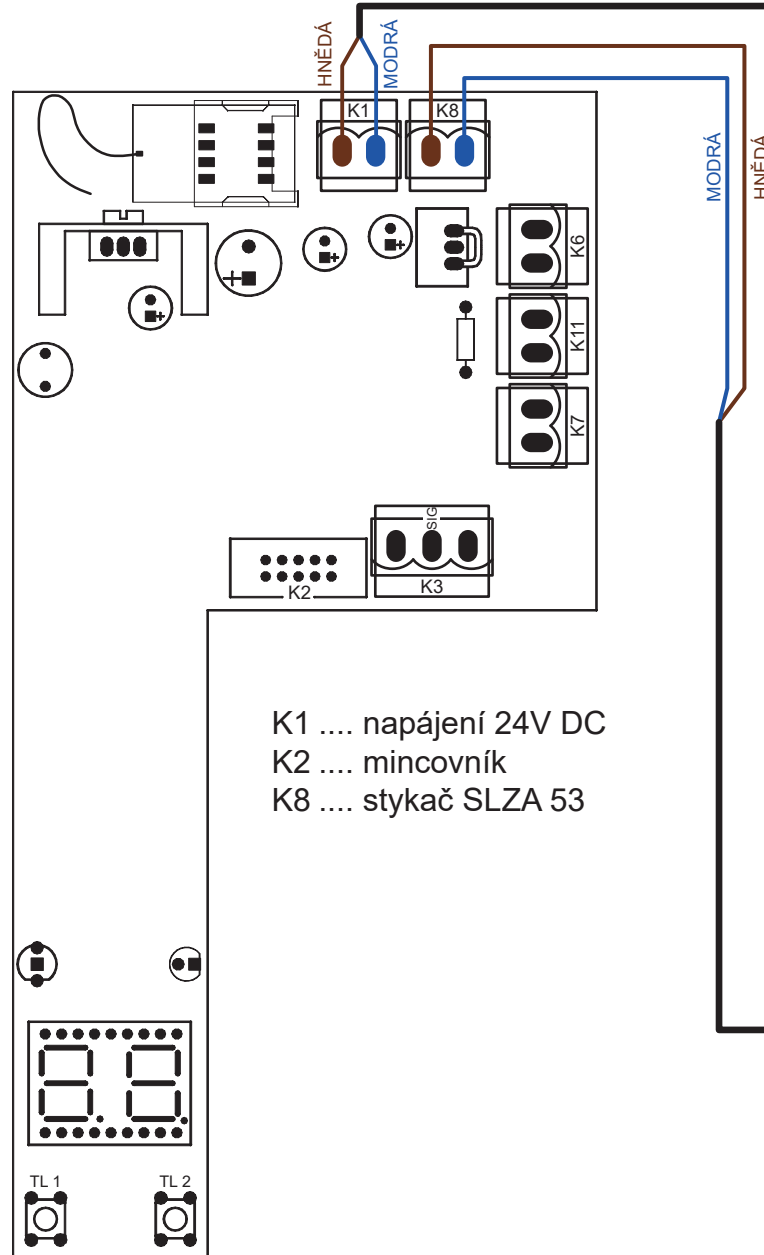 HNĚDÁ
MODRÁ
K1
K8
MODRÁ
HNĚDÁ
K6
K11
K7
SIG
K2
K3
K1 .... napájení 24V DC
K2 .... mincovník
K8 .... stykač SLZA 53
TL 1
TL 2